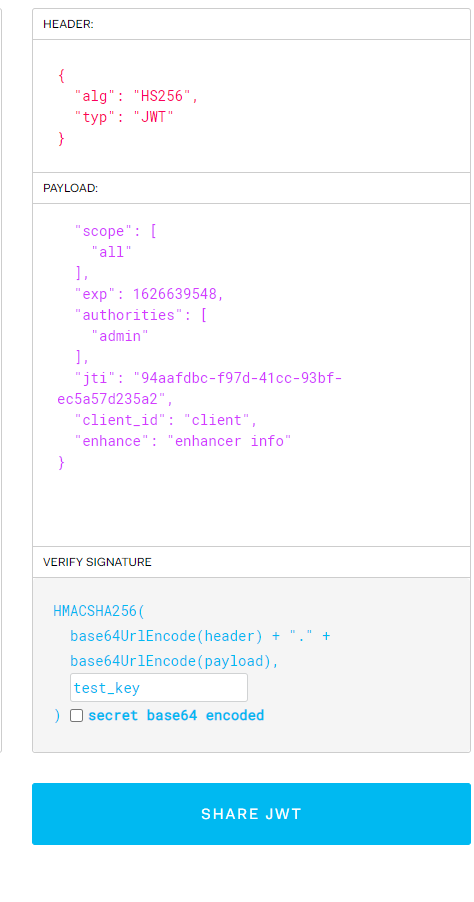 HEADER:
{
"alg": "HS256",
"typ": "JWT"
}
PAYLOAD:
"scope": [
"all"
],
"exp": 1626639548,
"authorities": [
"admin"
],
"jti": "94aafdbc-f97d-41cc-93bf-
ec5a57d235a2",
"client_id": "client",
"enhance": "enhancer info"
}
VERIFY SIGNATURE
HMACSHA256(
base64UrlEncode(header) + "." +
base64UrlEncode(payload),
test_key
) secret base64 encoded
SHARE JWT